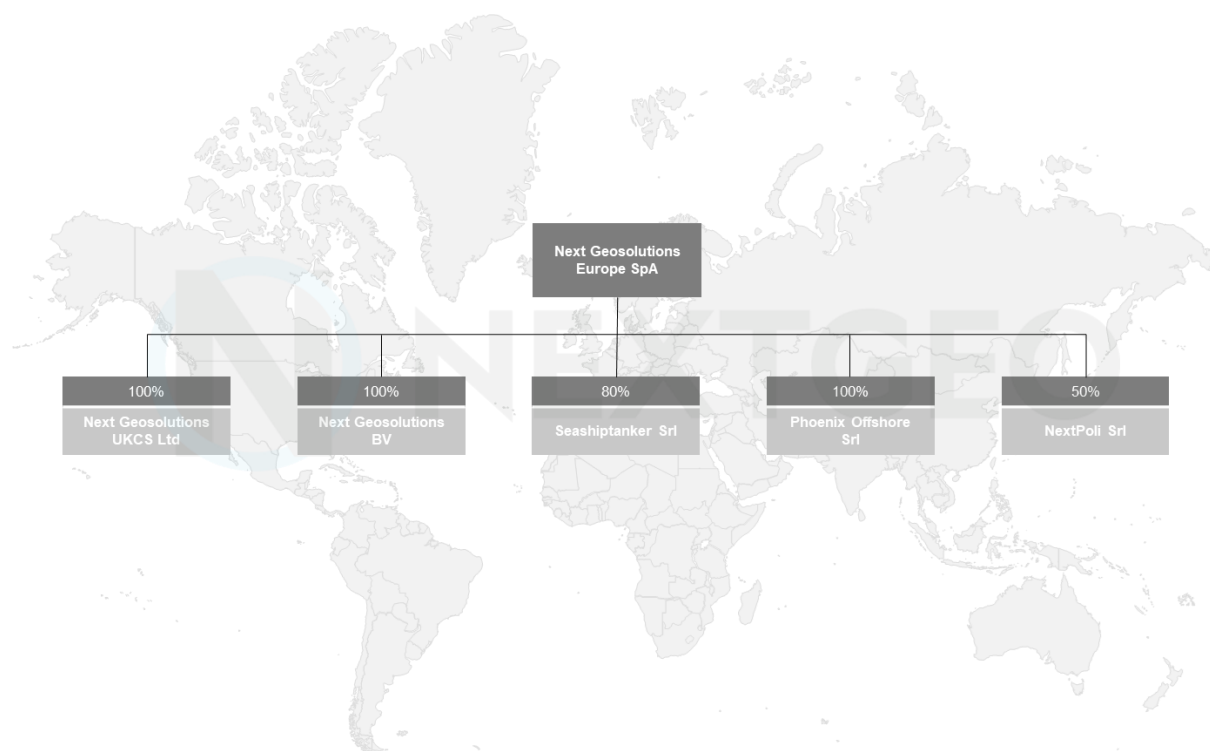 Next Geosolutions
Europe SpA
NEXTGEO
100%
100%
80%
100%
50%
Next Geosolutions
UKCS Ltd
Next Geosolutions
BV
Seashiptanker Srl
Phoenix Offshore
Srl
NextPoli Srl